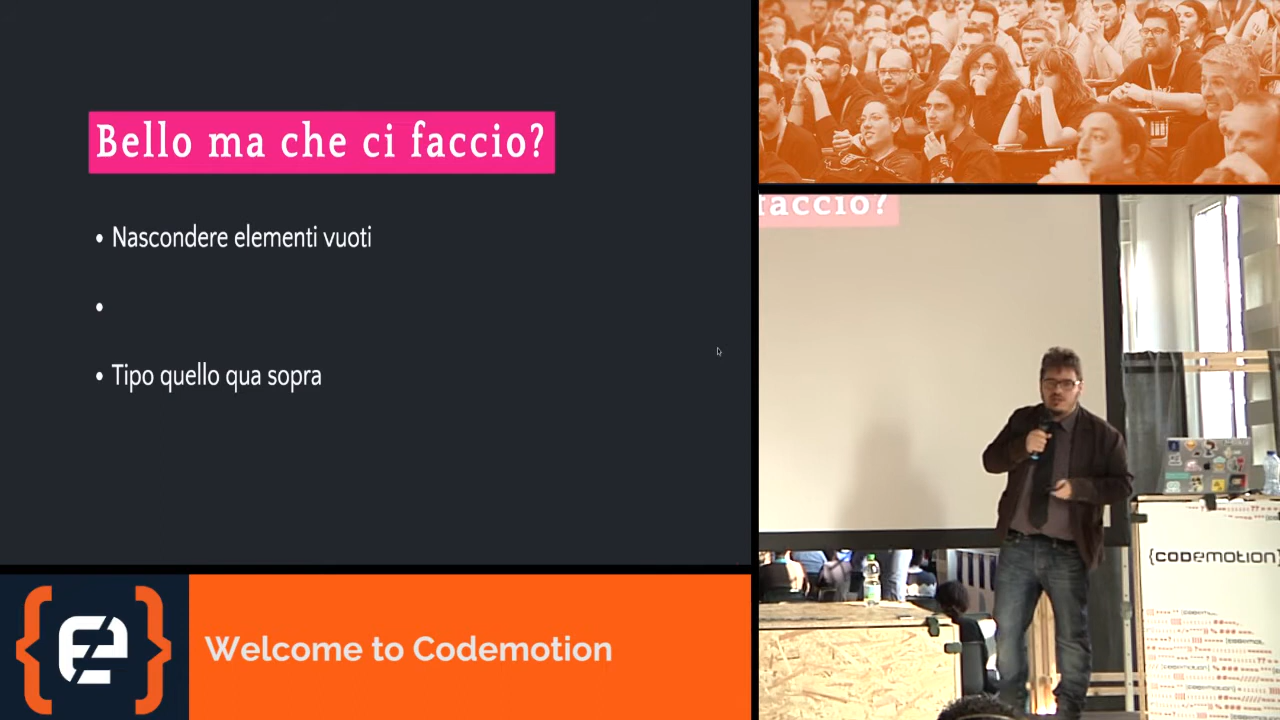 Bello ma che ci faccio?
• Nascondere elementi vuoti
•
• Tipo quello qua sopra
faccio?
{codemotion}
Welcome to Codemotion